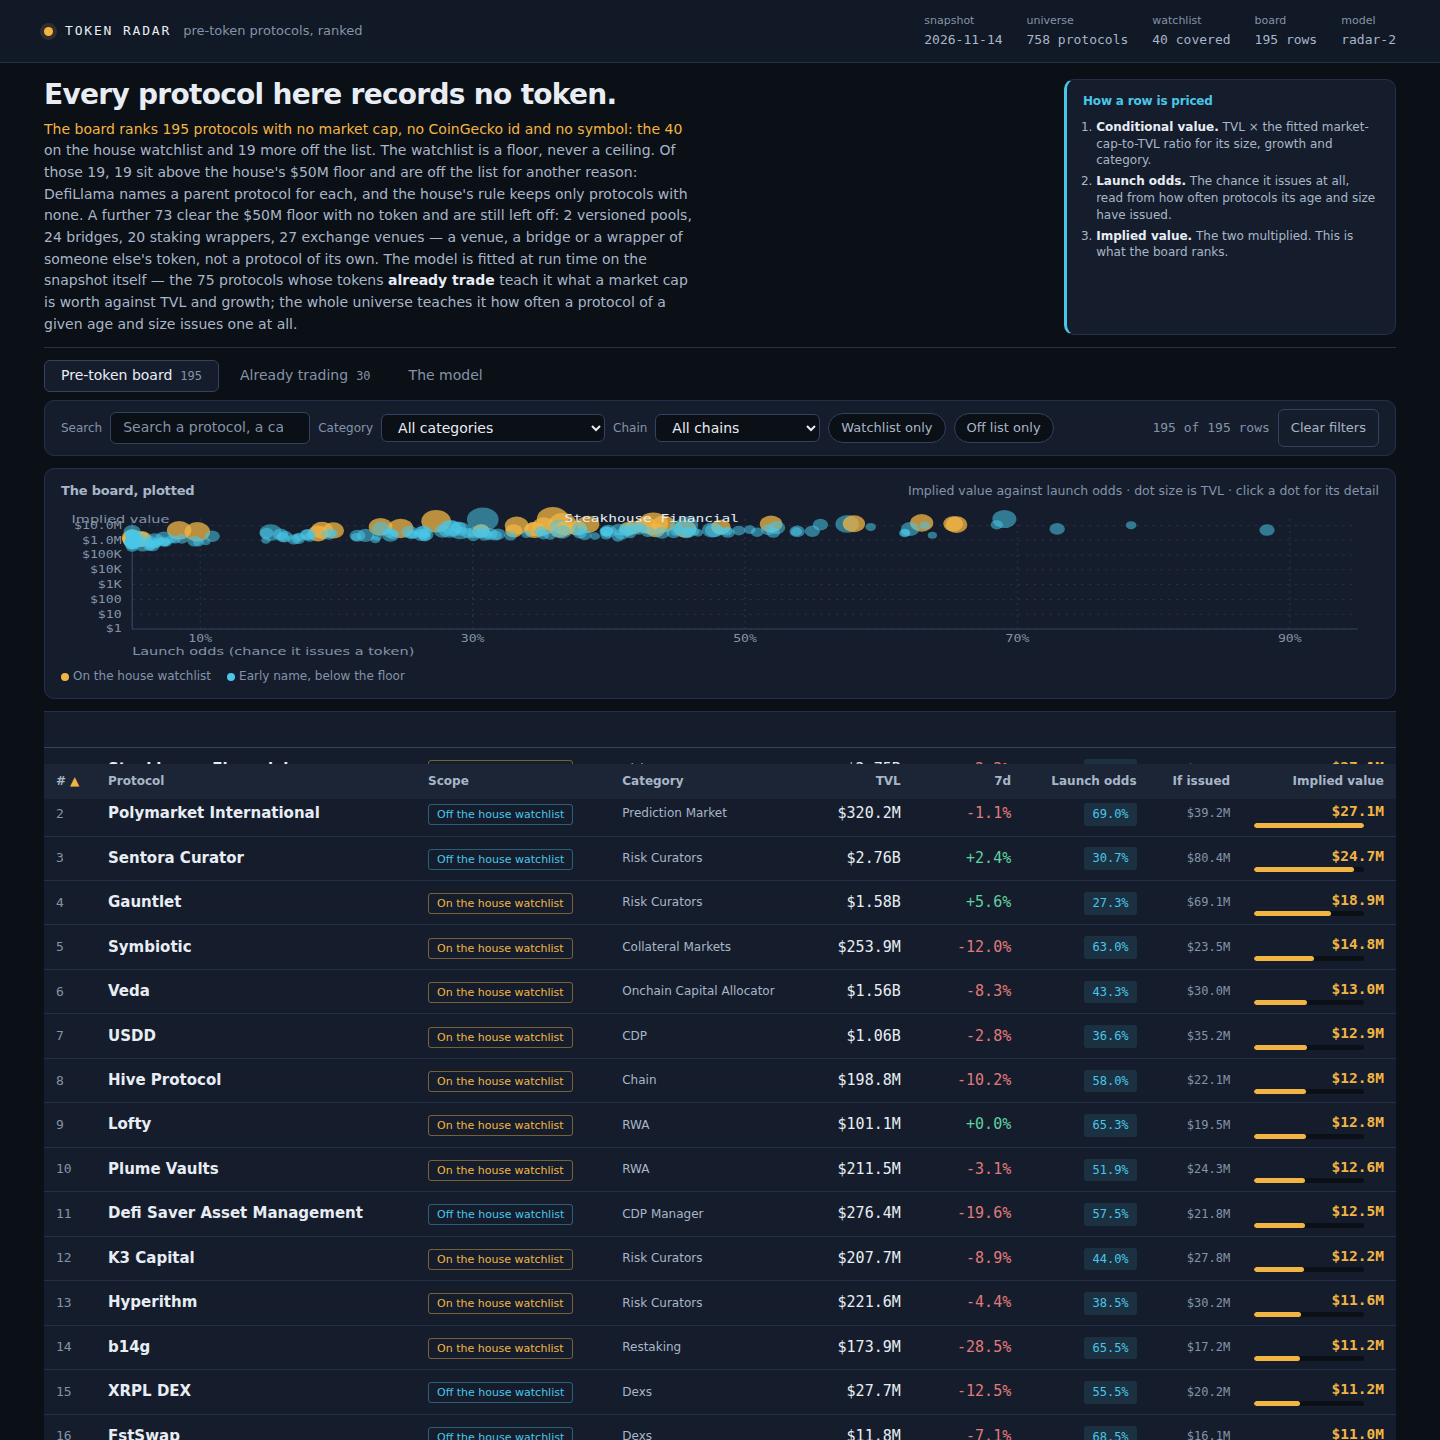 TOKEN RADAR pre-token protocols, ranked
snapshot universe watchlist board model
2026-11-14 758 protocols 40 covered 195 rows radar-2
Every protocol here records no token.
The board ranks 195 protocols with no market cap, no CoinGecko id and no symbol: the 40
on the house watchlist and 19 more off the list. The watchlist is a floor, never a ceiling. Of
those 19, 19 sit above the house's $50M floor and are off the list for another reason:
DefiLlama names a parent protocol for each, and the house's rule keeps only protocols with
none. A further 73 clear the $50M floor with no token and are still left off: 2 versioned pools,
24 bridges, 20 staking wrappers, 27 exchange venues — a venue, a bridge or a wrapper of
someone else's token, not a protocol of its own. The model is fitted at run time on the
snapshot itself — the 75 protocols whose tokens already trade teach it what a market cap
is worth against TVL and growth; the whole universe teaches it how often a protocol of a
given age and size issues one at all.
How a row is priced
1. Conditional value. TVL × the fitted market-
cap-to-TVL ratio for its size, growth and
category.
2. Launch odds. The chance it issues at all,
read from how often protocols its age and size
have issued.
3. Implied value. The two multiplied. This is
what the board ranks.
Pre-token board 195 Already trading 30 The model
Search Search a protocol, a ca Category All categories Chain All chains Watchlist only Off list only 195 of 195 rows Clear filters
The board, plotted Implied value against launch odds · dot size is TVL · click a dot for its detail
Implied value
Steakhouse Financial
$10.0M
$1.0M
$100K
$10K
$1K
$100
$10
$1
10% 30% 50% 70% 90%
Launch odds (chance it issues a token)
On the house watchlist Early name, below the floor
# ▲ Protocol Scope Category TVL 7d Launch odds If issued Implied value
2 Polymarket International Off the house watchlist Prediction Market $320.2M -1.1% 69.0% $39.2M $27.1M
3 Sentora Curator Off the house watchlist Risk Curators $2.76B +2.4% 30.7% $80.4M $24.7M
4 Gauntlet On the house watchlist Risk Curators $1.58B +5.6% 27.3% $69.1M $18.9M
5 Symbiotic On the house watchlist Collateral Markets $253.9M -12.0% 63.0% $23.5M $14.8M
6 Veda On the house watchlist Onchain Capital Allocator $1.56B -8.3% 43.3% $30.0M $13.0M
7 USDD On the house watchlist CDP $1.06B -2.8% 36.6% $35.2M $12.9M
8 Hive Protocol On the house watchlist Chain $198.8M -10.2% 58.0% $22.1M $12.8M
9 Lofty On the house watchlist RWA $101.1M +0.0% 65.3% $19.5M $12.8M
10 Plume Vaults On the house watchlist RWA $211.5M -3.1% 51.9% $24.3M $12.6M
11 Defi Saver Asset Management Off the house watchlist CDP Manager $276.4M -19.6% 57.5% $21.8M $12.5M
12 K3 Capital On the house watchlist Risk Curators $207.7M -8.9% 44.0% $27.8M $12.2M
13 Hyperithm On the house watchlist Risk Curators $221.6M -4.4% 38.5% $30.2M $11.6M
14 b14g On the house watchlist Restaking $173.9M -28.5% 65.5% $17.2M $11.2M
15 XRPL DEX Off the house watchlist Dexs $27.7M -12.5% 55.5% $20.2M $11.2M
16 FstSwap Off the house watchlist Dexs $11.8M -7.1% 68.5% $16.1M $11.0M